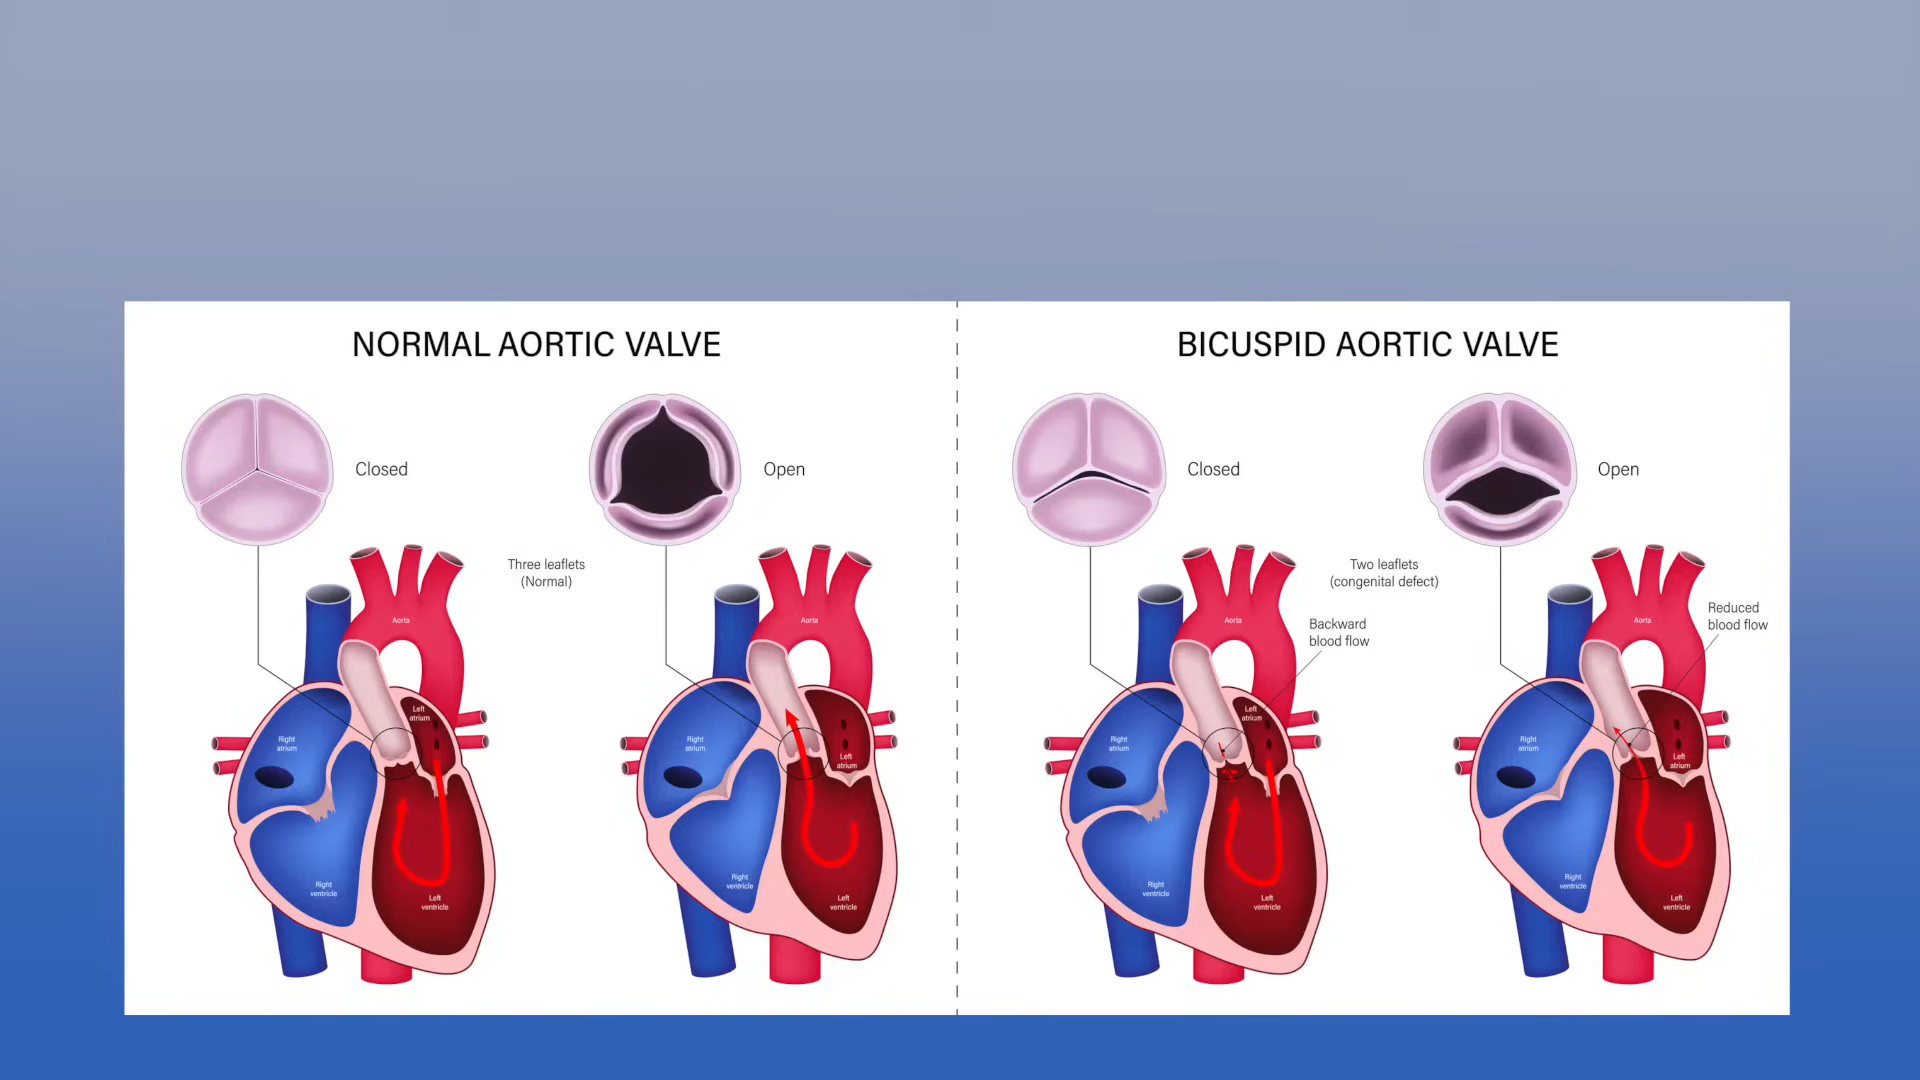 NORMAL AORTIC VALVE
Closed
Open
Three leaflets
(Normal)
Aorta
Left
atrium
Right
atrium
Right
ventricle
Left
ventricle
Aorta
Right
atrium
Left
atrium
Right
ventricle
Left
ventricle
BICUSPID AORTIC VALVE
Closed
Open
Two leaflets
(congenital defect)
Backward
blood flow
Reduced
blood flow
Aorta
Left
atrium
Right
atrium
Right
ventricle
Left
ventricle
Aorta
Right
atrium
Left
atrium
Right
ventricle
Left
ventricle